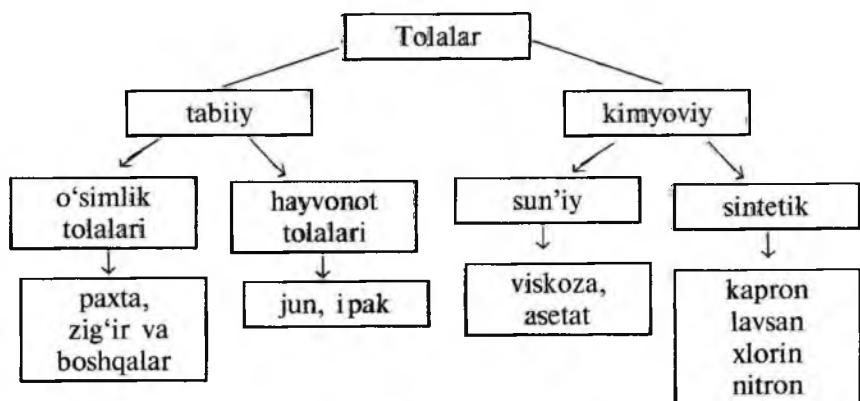 Tolalar
tabiiy
kimyoviy
o‘simlik
tolalari
hayvonot
tolalari
sun’iy
sintetik
paxta,
zig‘ir va
boshqalar
jun, ipak
viskoza,
asetat
kapron
lavsan
xlorin
nitron